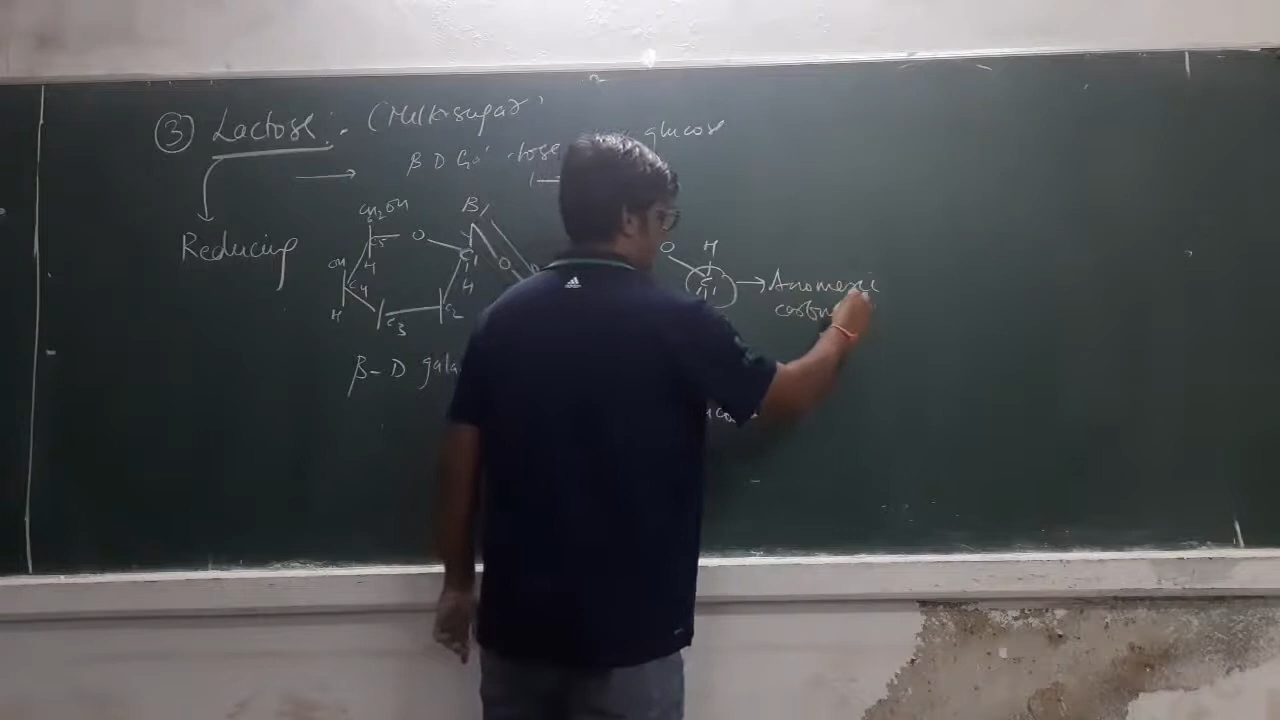 ③ Lactose:- (Milk sugar)
→ β D Ga tose glucose
Reducing
CH2OH
B
C5 O C1
H
OH
C4 H O
H C3 C2
O H
C1 → Anomeric
carbon
β-D gala